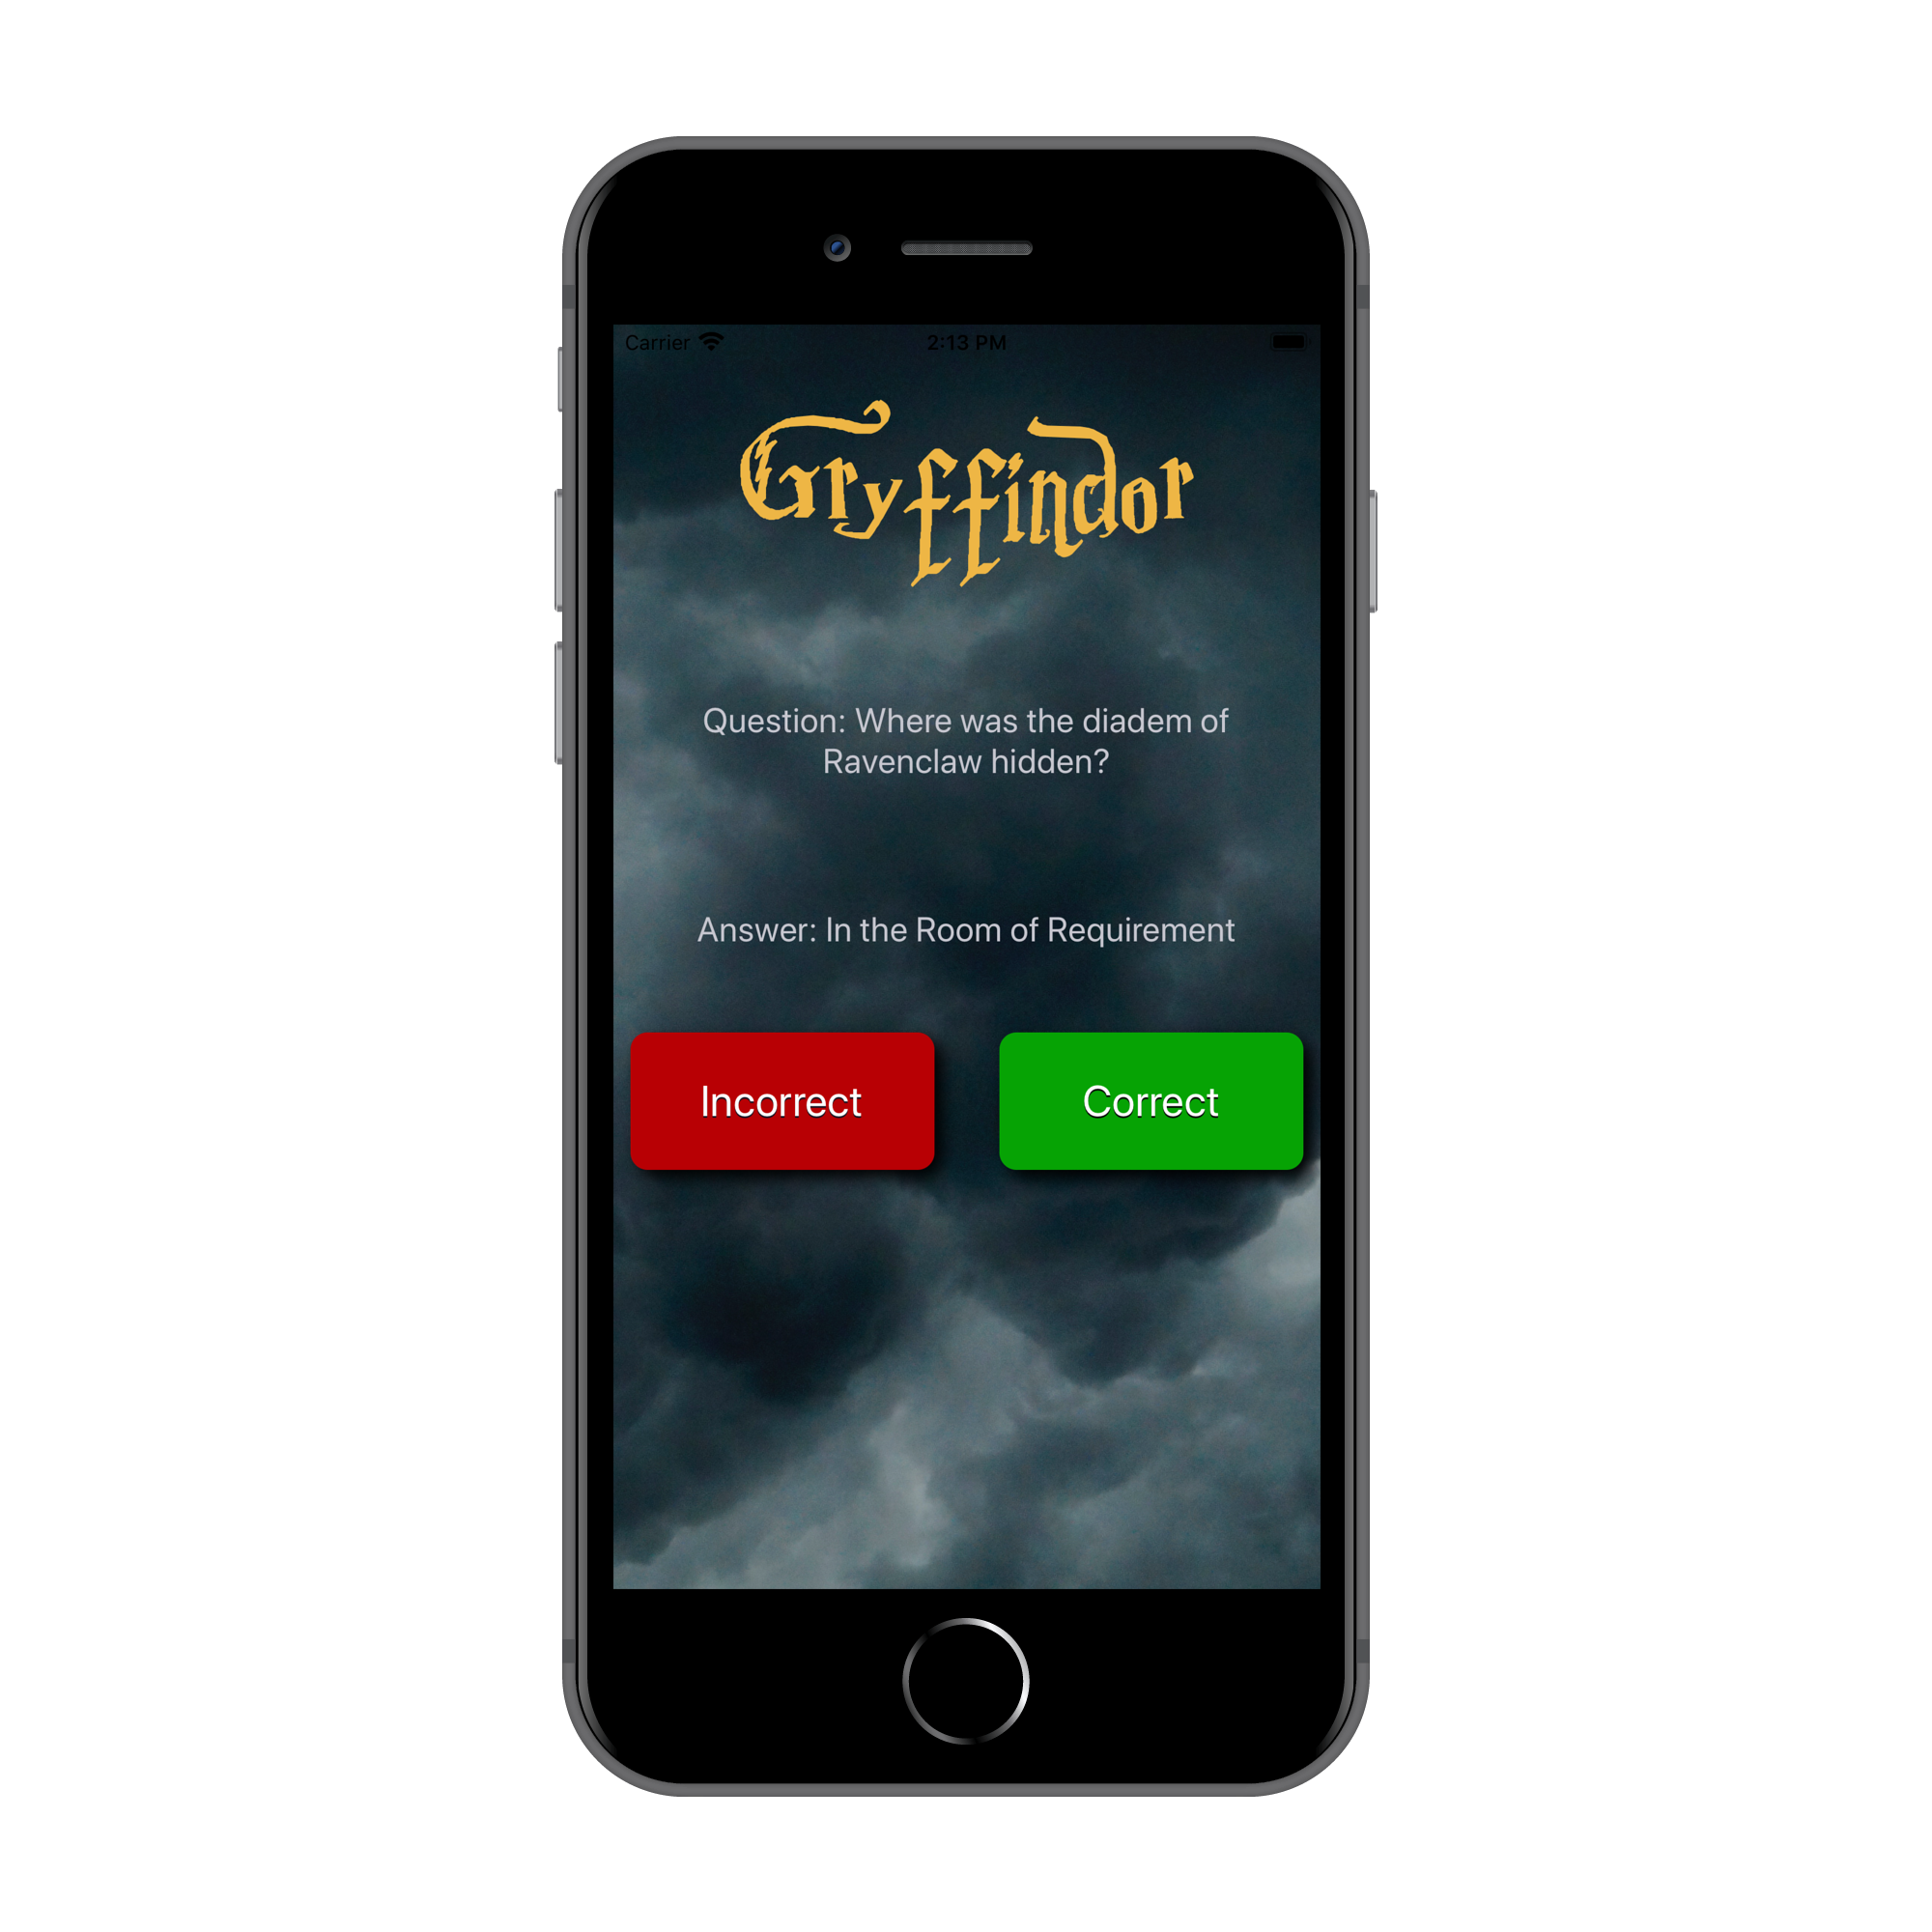 Carrier 2:13 PM
Gryffindor
Question: Where was the diadem of
Ravenclaw hidden?
Answer: In the Room of Requirement
Incorrect Correct